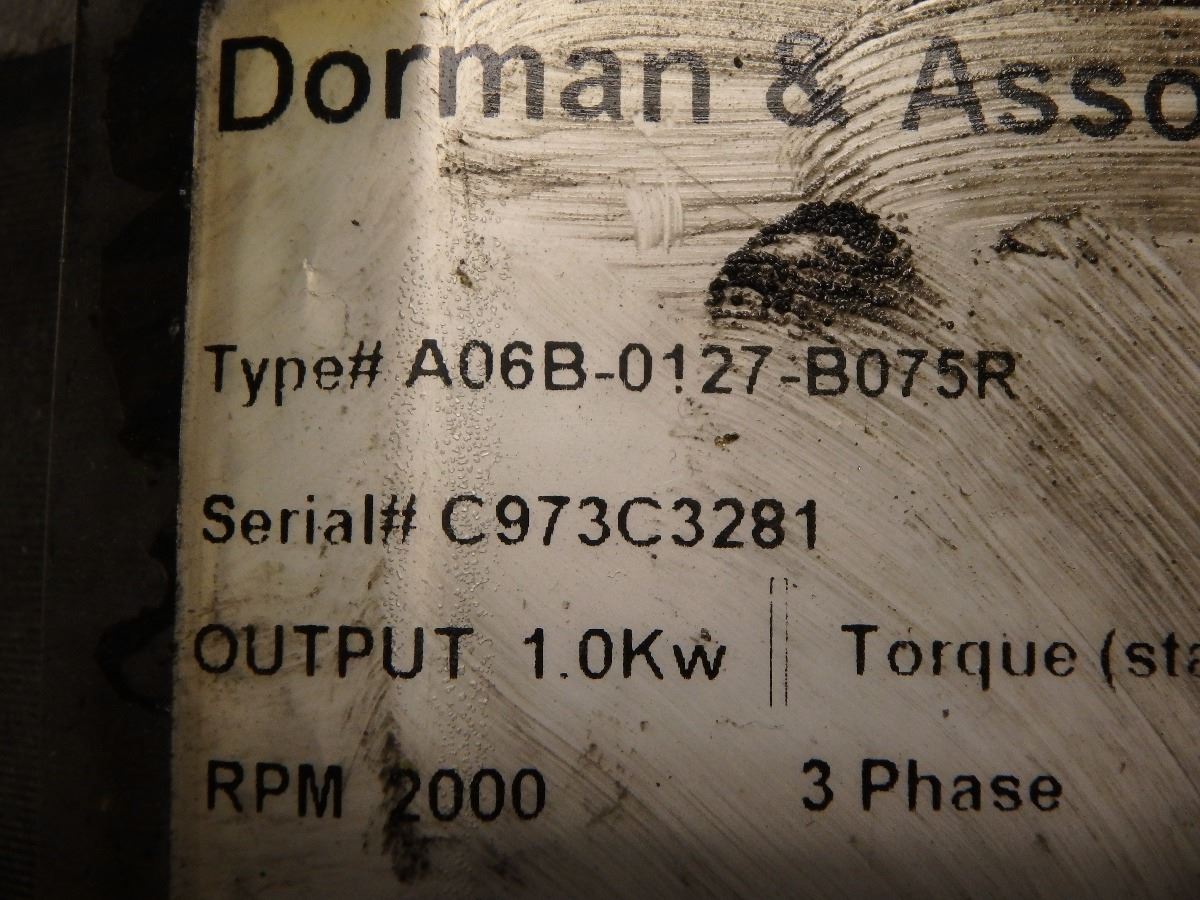 Dorman & Asso
Type# A06B-0127-B075R
Serial# C973C3281
OUTPUT 1.0Kw Torque (sta
RPM 2000 3 Phase